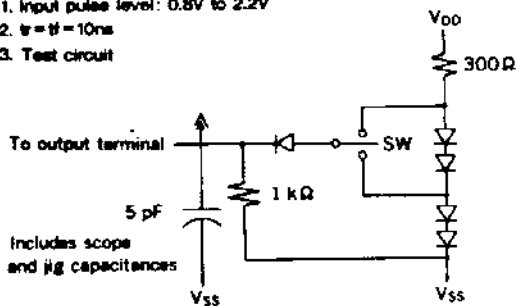 1. Input pulse level: 0.8V to 2.2V
2. tr=tf=10ns
3. Test circuit
VDD
300Ω
To output terminal
SW
1 kΩ
5 pF
Includes scope
and jig capacitances
VSS
VSS